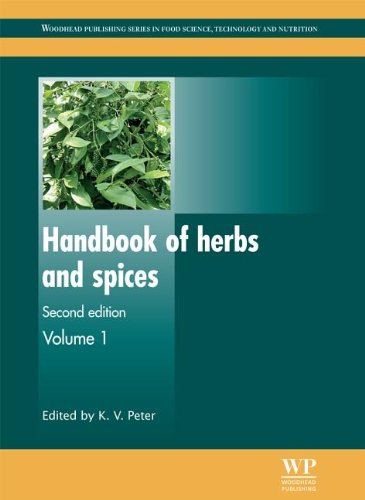 WOODHEAD PUBLISHING SERIES IN FOOD SCIENCE, TECHNOLOGY AND NUTRITION
Handbook of herbs
and spices
Second edition
Volume 1
Edited by K. V. Peter
WP
WOODHEAD
PUBLISHING